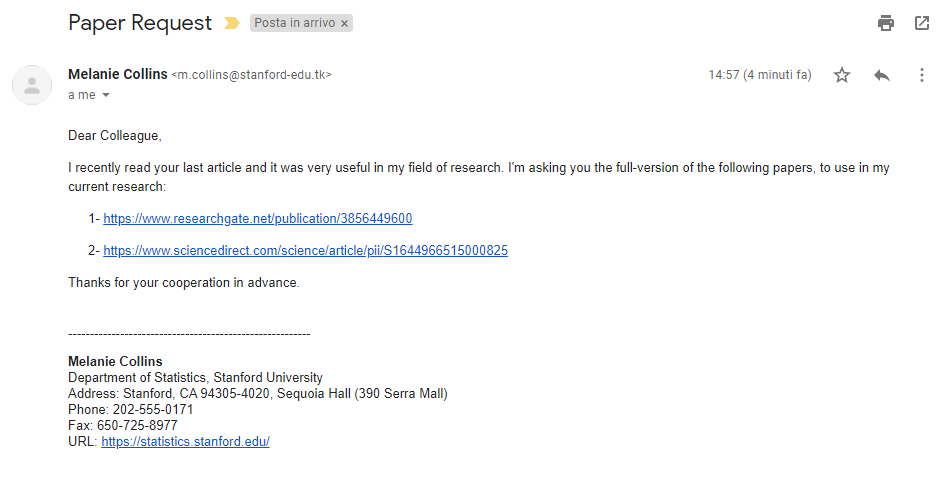 Paper Request Posta in arrivo ×
Melanie Collins <m.collins@stanford-edu.tk> 14:57 (4 minuti fa)
a me
Dear Colleague,
I recently read your last article and it was very useful in my field of research. I'm asking you the full-version of the following papers, to use in my
current research:
1- https://www.researchgate.net/publication/3856449600
2- https://www.sciencedirect.com/science/article/pii/S1644966515000825
Thanks for your cooperation in advance.
--------------------------------------------------------
Melanie Collins
Department of Statistics, Stanford University
Address: Stanford, CA 94305-4020, Sequoia Hall (390 Serra Mall)
Phone: 202-555-0171
Fax: 650-725-8977
URL: https://statistics.stanford.edu/